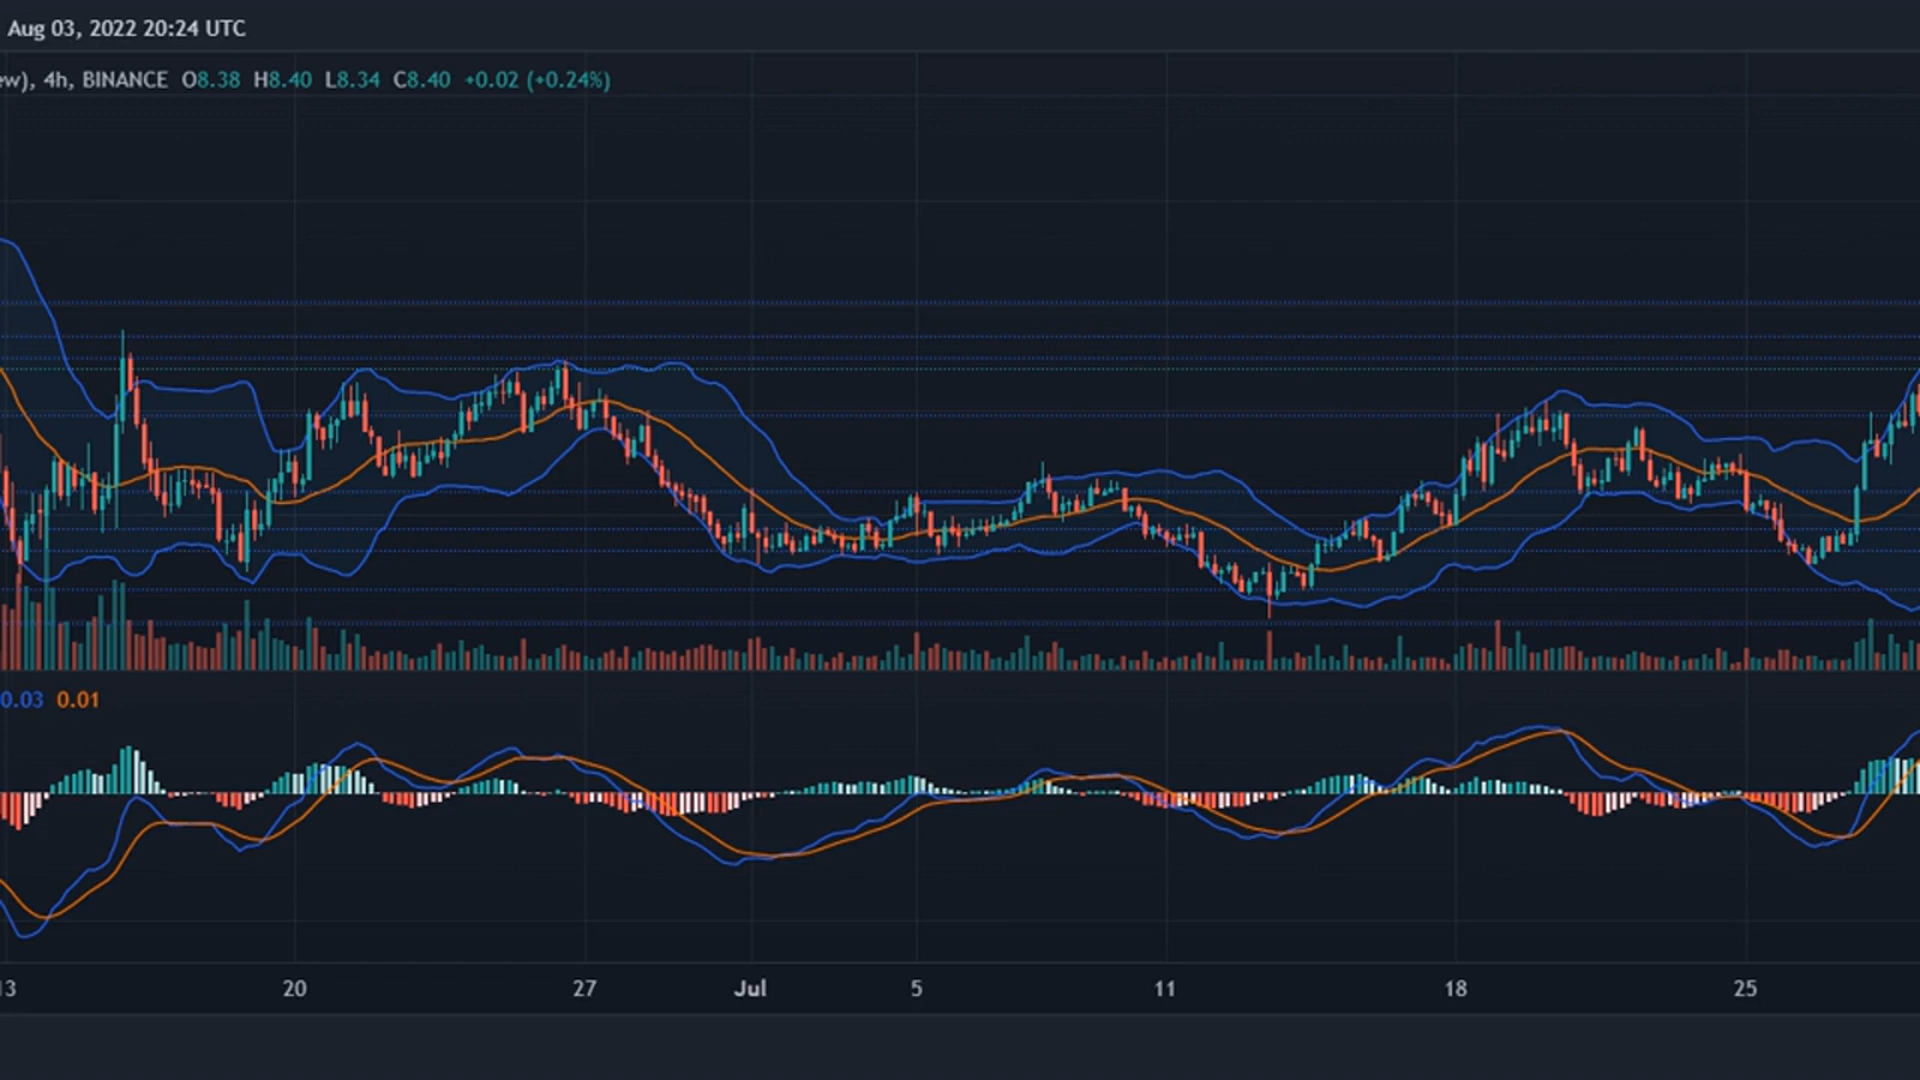 Aug 03, 2022 20:24 UTC
ew), 4h, BINANCE O8.38 H8.40 L8.34 C8.40 +0.02 (+0.24%)
0.03 0.01
13 20 27 Jul 5 11 18 25